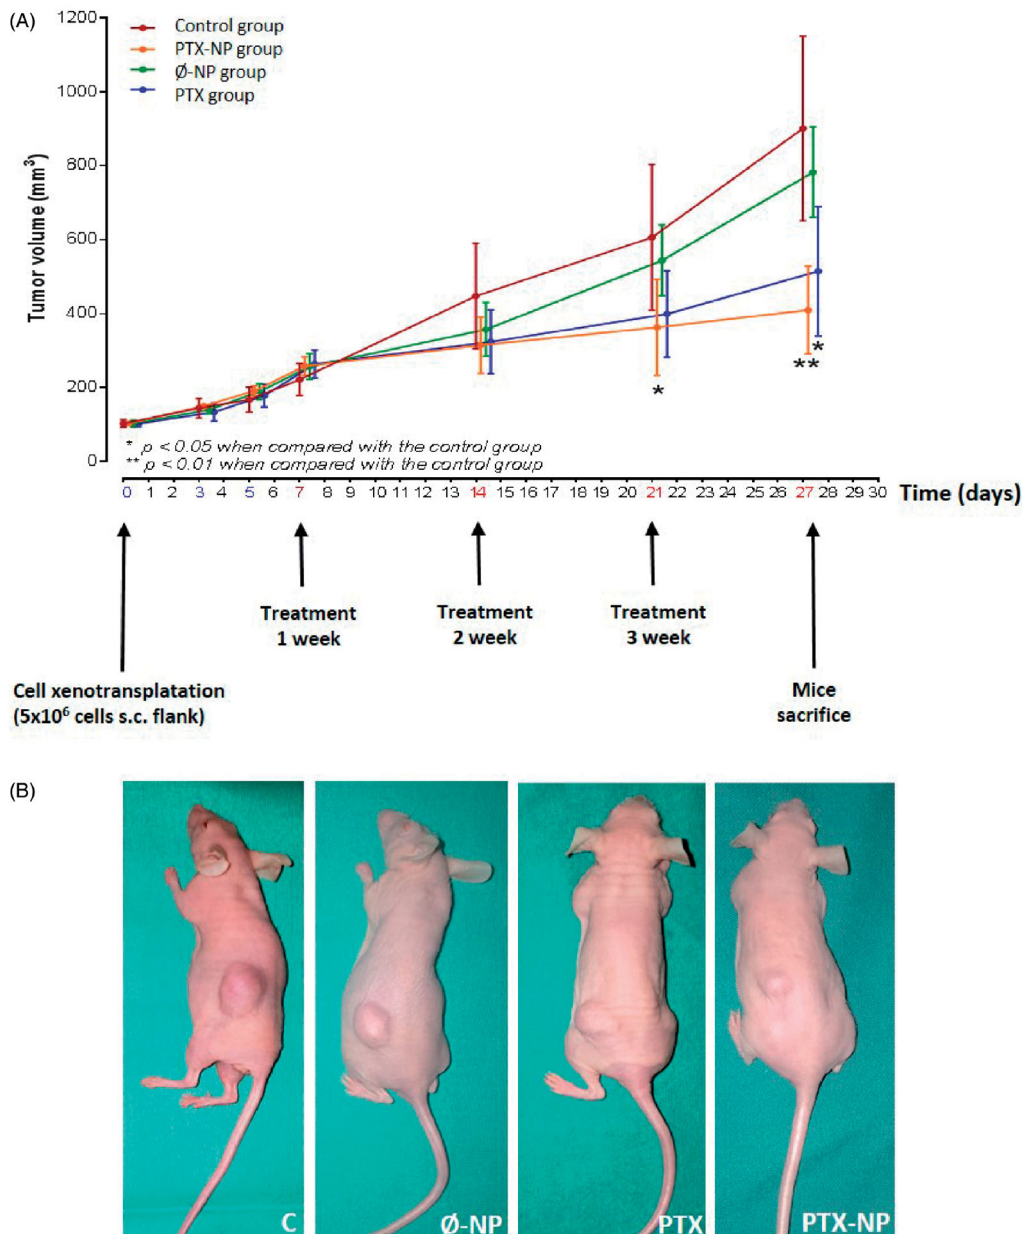 (A)
1200
1000
800
600
400
200
0
Tumor volume (mm³)
Control group
PTX-NP group
Ø-NP group
PTX group
*
**
*
* p < 0.05 when compared with the control group
** p < 0.01 when compared with the control group
0 1 2 3 4 5 6 7 8 9 10 11 12 13 14 15 16 17 18 19 20 21 22 23 24 25 26 27 28 29 30 Time (days)
Treatment
1 week
Treatment
2 week
Treatment
3 week
Cell xenotransplatation
(5x10⁶ cells s.c. flank)
Mice
sacrifice
(B)
C
Ø-NP
PTX
PTX-NP